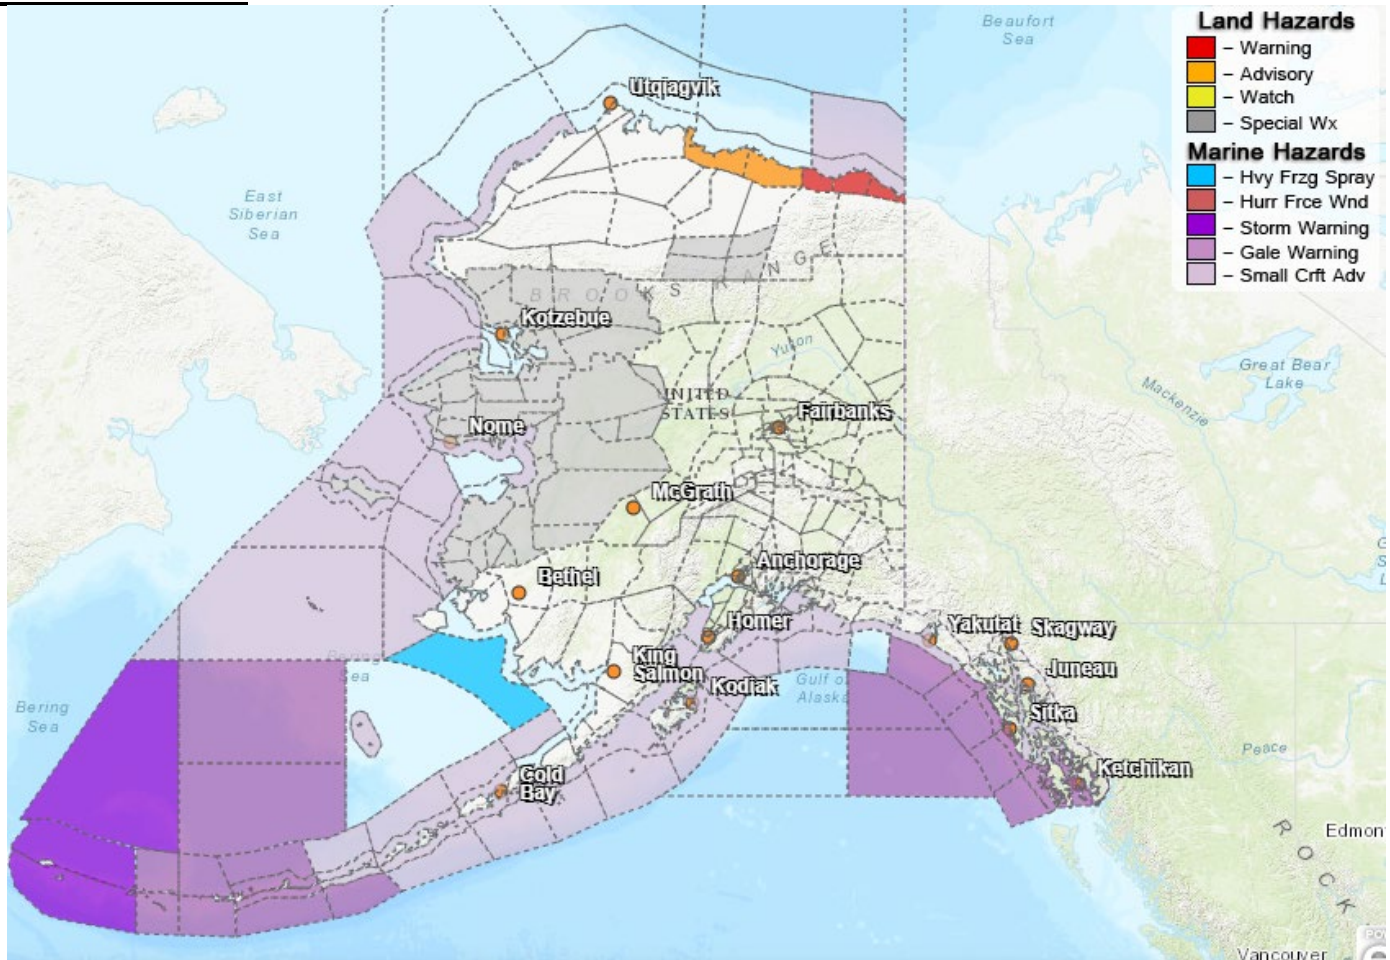 Beaufort
Sea
Land Hazards
– Warning
– Advisory
– Watch
– Special Wx
Marine Hazards
– Hvy Frzg Spray
– Hurr Frce Wnd
– Storm Warning
– Gale Warning
– Small Crft Adv
Utqiagvik
East
Siberian
Sea
BROOKS RANGE
Kotzebue
Yukon
Great Bear
Lake
Mackenzie
UNITED
STATES
Fairbanks
Nome
McGrath
Anchorage
Bethel
Homer
Yakutat
Skagway
King
Salmon
Juneau
Bering
Sea
Kodiak
Gulf of
Alaska
Bering
Sea
Sitka
Peace
Ketchikan
Cold
Bay
Edmon
ROCK
Vancouver